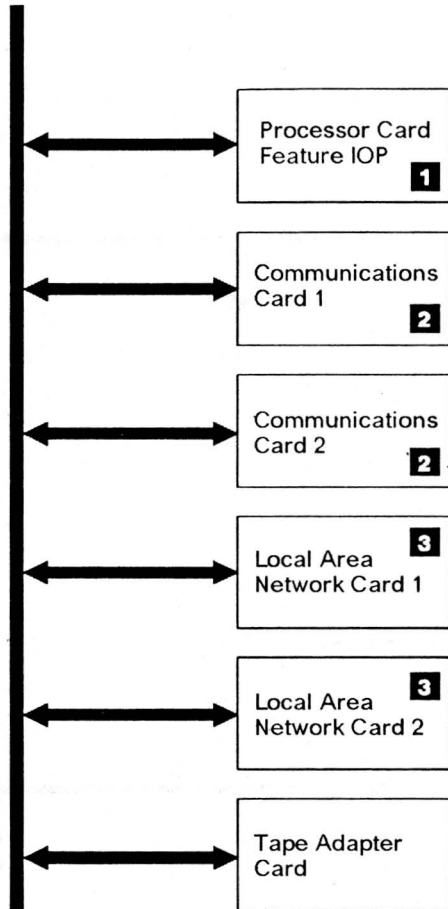 Processor Card
Feature IOP
1
Communications
Card 1
2
Communications
Card 2
2
3
Local Area
Network Card 1
3
Local Area
Network Card 2
Tape Adapter
Card